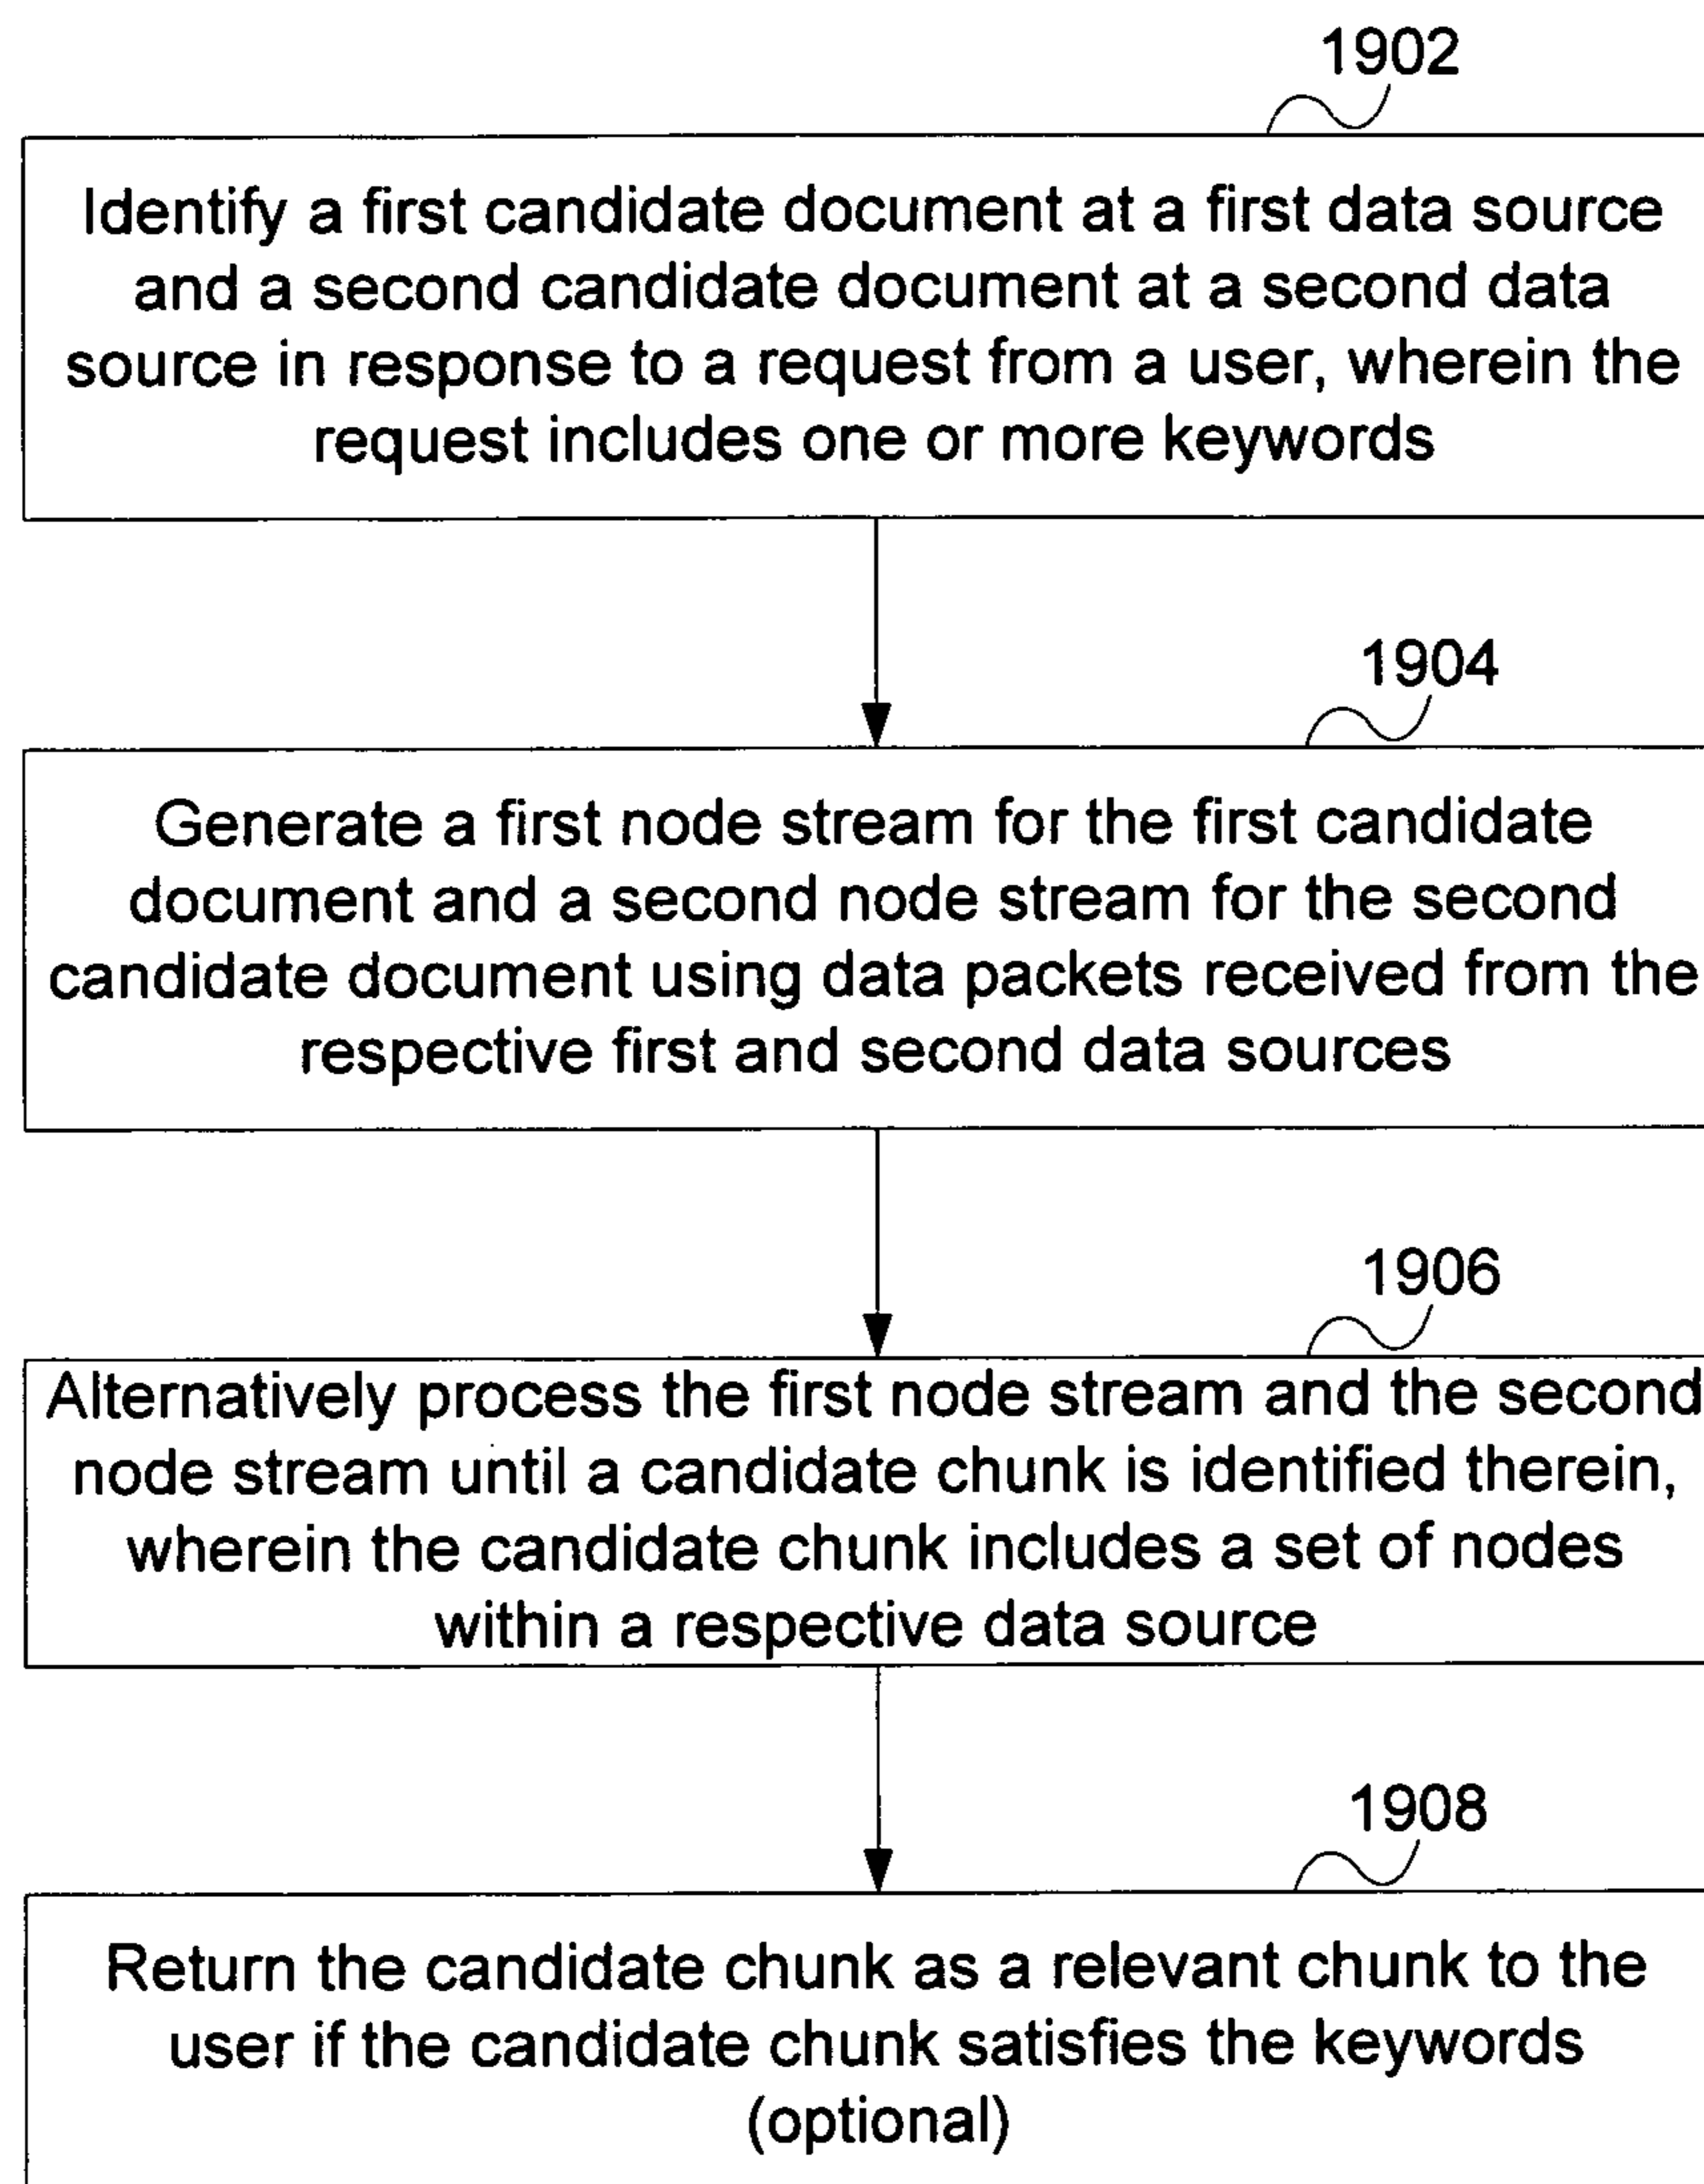 1902
Identify a first candidate document at a first data source
and a second candidate document at a second data
source in response to a request from a user, wherein the
request includes one or more keywords
1904
Generate a first node stream for the first candidate
document and a second node stream for the second
candidate document using data packets received from the
respective first and second data sources
1906
Alternatively process the first node stream and the second
node stream until a candidate chunk is identified therein,
wherein the candidate chunk includes a set of nodes
within a respective data source
1908
Return the candidate chunk as a relevant chunk to the
user if the candidate chunk satisfies the keywords
(optional)